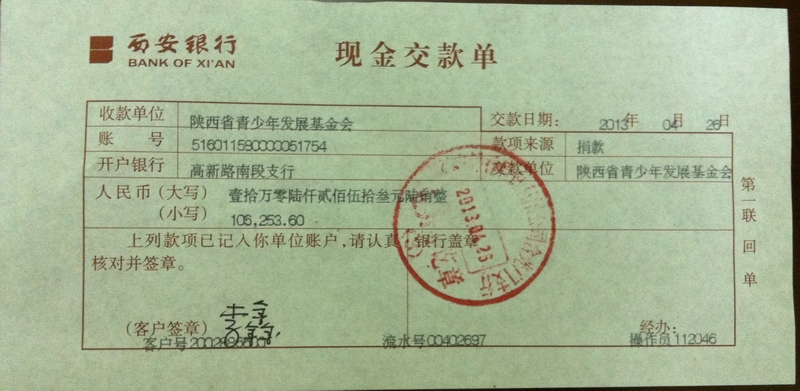 西安银行
BANK OF XI'AN
现金交款单
收款单位 陕西省青少年发展基金会 交款日期: 2013 年 04 月 26 日
账 号 516011590000051754 款项来源 捐款
开户银行 高新路南段支行 交款单位 陕西省青少年发展基金会
人民币(大写) 壹拾万零陆仟贰佰伍拾叁元陆角整
(小写) 106,253.60
上列款项已记入你单位账户,请认真 银行盖章
核对并签章。
2013.04.26
(客户签章) 经办:
客户号 流水号00402697 操作员112046
第一联 回单